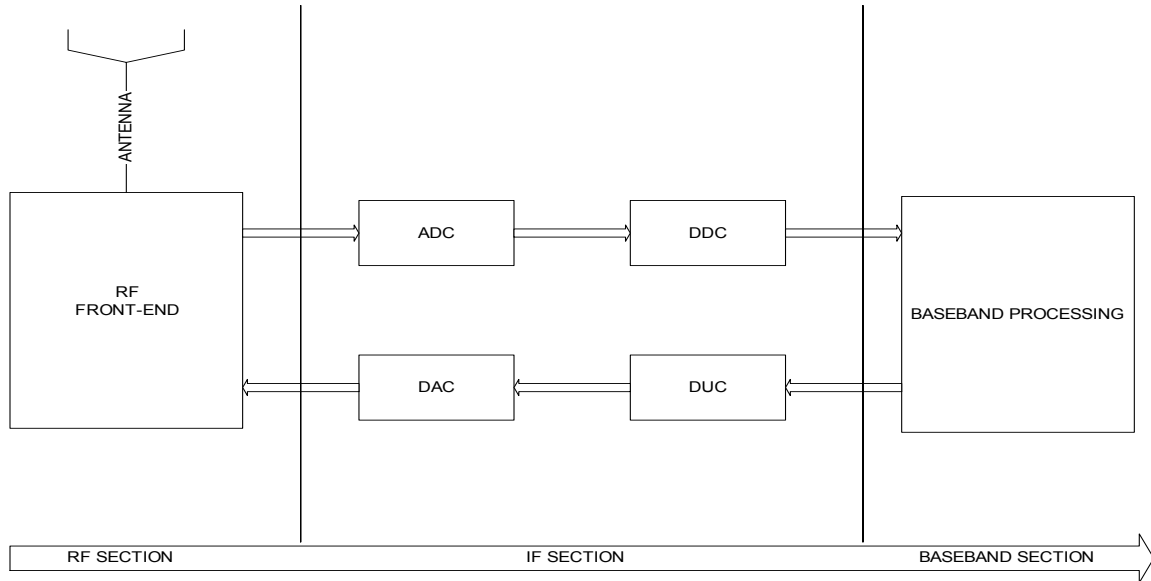 ANTENNA
RF
FRONT-END
ADC
DDC
BASEBAND PROCESSING
DAC
DUC
RF SECTION
IF SECTION
BASEBAND SECTION